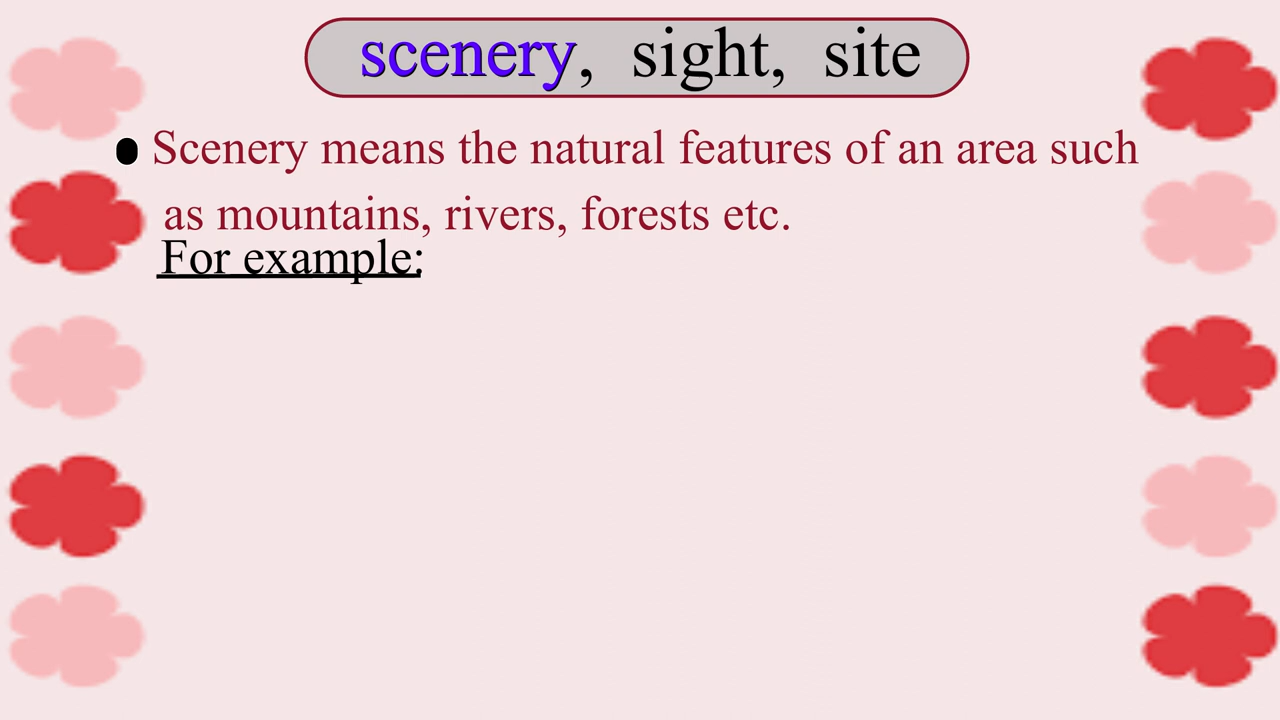 scenery, sight, site
Scenery means the natural features of an area such
as mountains, rivers, forests etc.
For example: